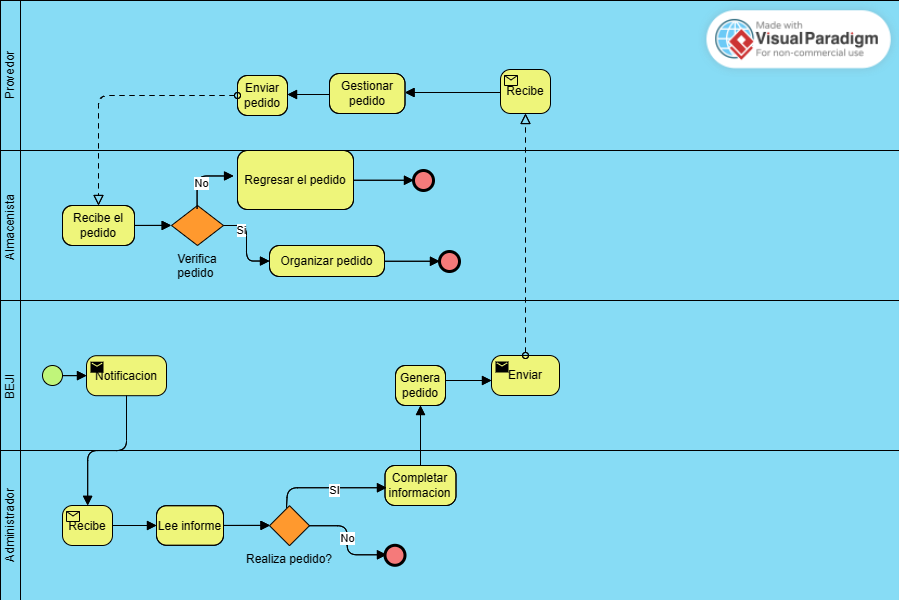 Made with
VisualParadigm
For non-commercial use
Provedor
Enviar
pedido
Gestionar
pedido
Recibe
Almacenista
No
Regresar el pedido
Recibe el
pedido
Si
Verifica
pedido
Organizar pedido
BEJI
Notificacion
Genera
pedido
Enviar
Administrador
Completar
informacion
SI
Recibe
Lee informe
No
Realiza pedido?